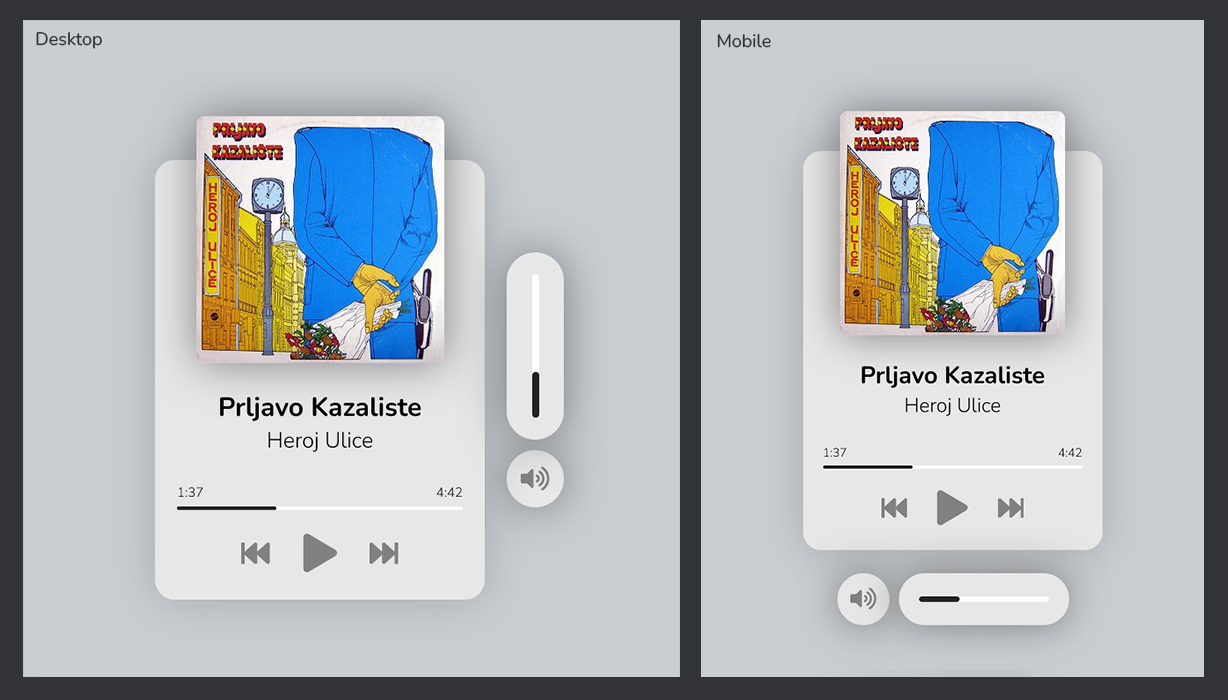 Desktop
PRLJAVO
KAZALIŠTE
HEROJ ULICE
Prljavo Kazaliste
Heroj Ulice
1:37
4:42
Mobile
PRLJAVO
KAZALIŠTE
HEROJ ULICE
Prljavo Kazaliste
Heroj Ulice
1:37
4:42